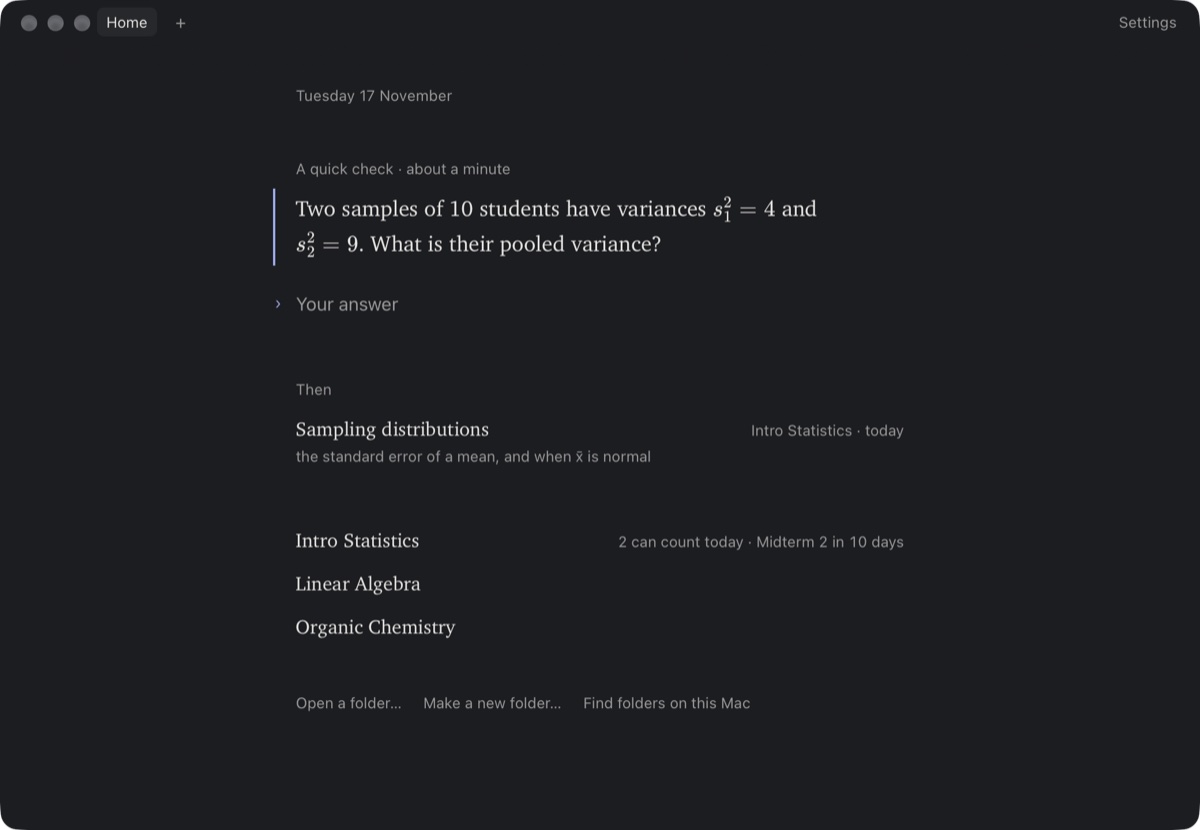 Home +
Settings
Tuesday 17 November
A quick check · about a minute
Two samples of 10 students have variances s₁² = 4 and
s₂² = 9. What is their pooled variance?
› Your answer
Then
Sampling distributions
Intro Statistics · today
the standard error of a mean, and when x̄ is normal
Intro Statistics
2 can count today · Midterm 2 in 10 days
Linear Algebra
Organic Chemistry
Open a folder... Make a new folder... Find folders on this Mac